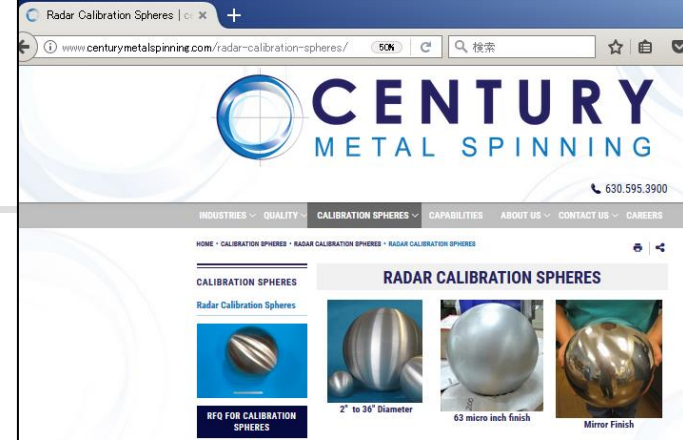 Radar Calibration Spheres | c
www.centurymetalspinning.com/radar-calibration-spheres/ 50% 検索
CENTURY
METAL SPINNING
630.595.3900
INDUSTRIES QUALITY CALIBRATION SPHERES CAPABILITIES ABOUT US CONTACT US CAREERS
HOME • CALIBRATION SPHERES • RADAR CALIBRATION SPHERES • RADAR CALIBRATION SPHERES
CALIBRATION SPHERES
Radar Calibration Spheres
RFQ FOR CALIBRATION
SPHERES
RADAR CALIBRATION SPHERES
2" to 36" Diameter
63 micro inch finish
Mirror Finish